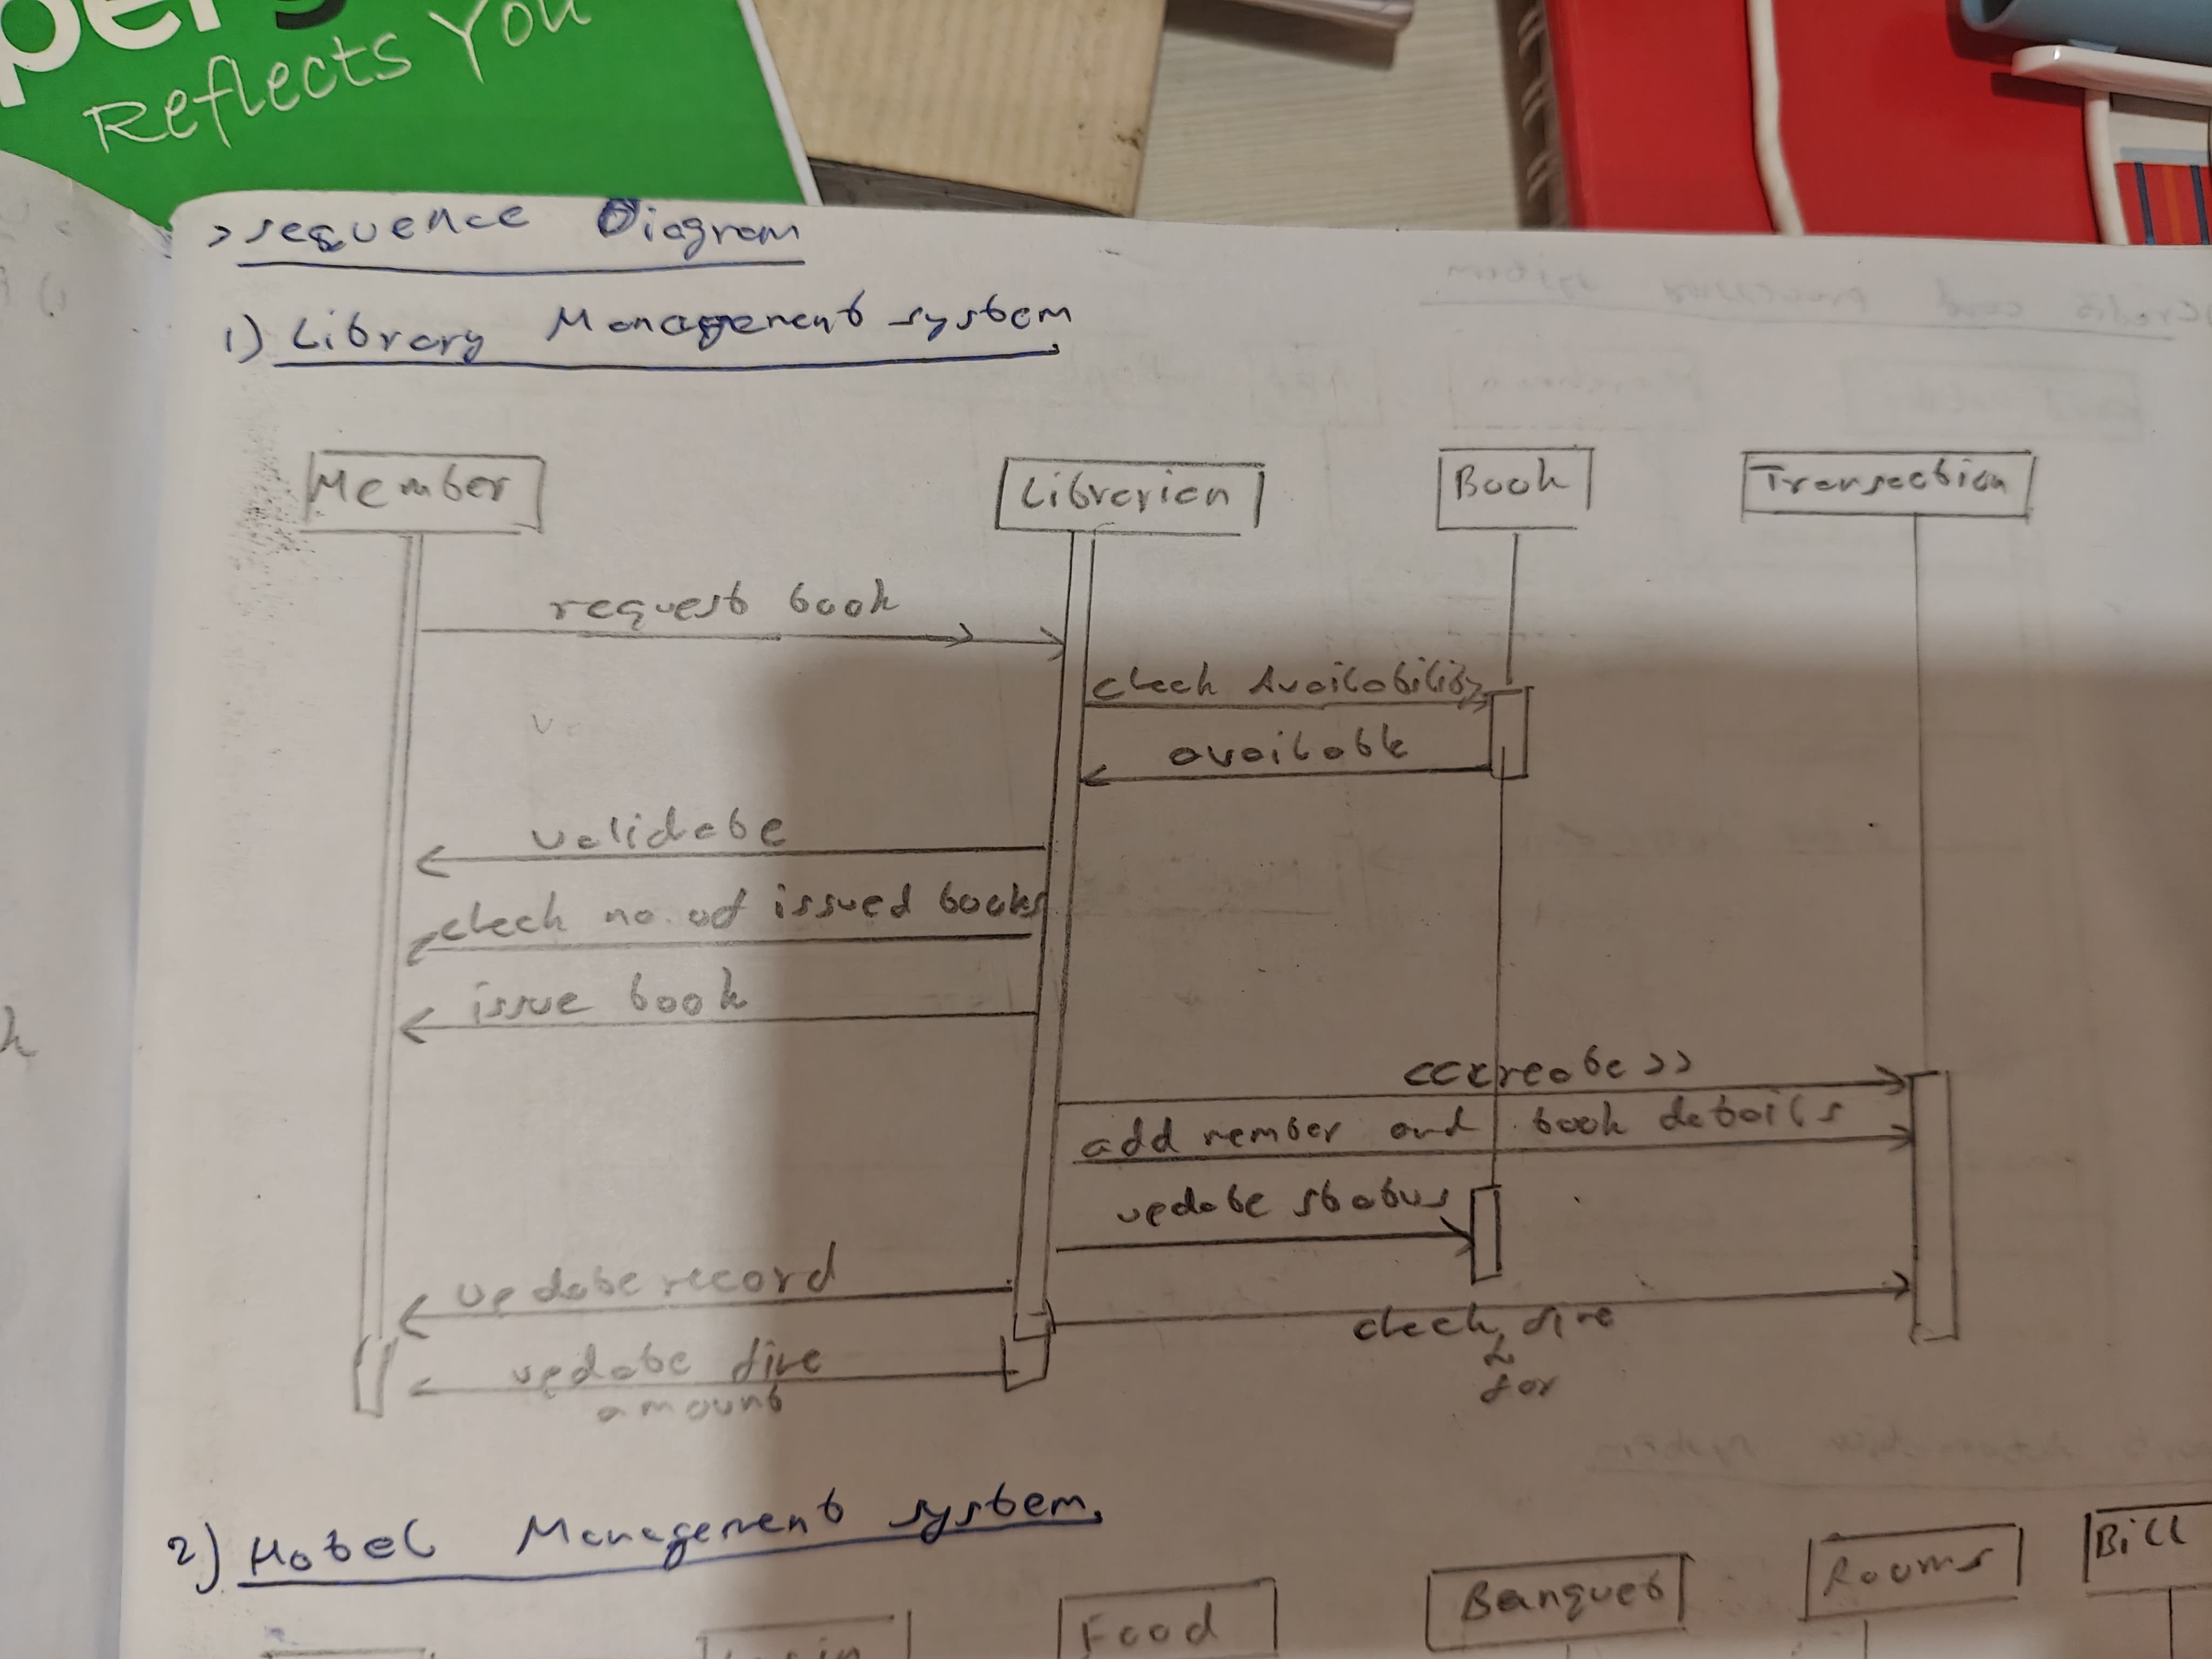 Reflects You
> Sequence Diagram
1) Library Management system
Member
Librarian
Book
Transaction
request book
check Availability
available
validate
check no. of issued books
issue book
<<create>>
add member and book details
update status
update record
check fine
for
update fine
amount
2) Hotel Management system.
Food
Banquet
Rooms
Bill